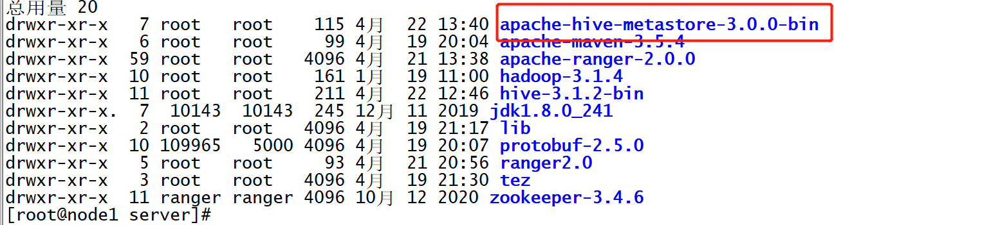 总用量 20
drwxr-xr-x 7 root root 115 4月 22 13:40 apache-hive-metastore-3.0.0-bin
drwxr-xr-x 6 root root 99 4月 19 20:04 apache-maven-3.5.4
drwxr-xr-x 59 root root 4096 4月 21 13:38 apache-ranger-2.0.0
drwxr-xr-x 10 root root 161 1月 19 11:00 hadoop-3.1.4
drwxr-xr-x 11 root root 211 4月 22 12:46 hive-3.1.2-bin
drwxr-xr-x. 7 10143 10143 245 12月 11 2019 jdk1.8.0_241
drwxr-xr-x 2 root root 4096 4月 19 21:17 lib
drwxr-xr-x 10 109965 5000 4096 4月 19 20:07 protobuf-2.5.0
drwxr-xr-x 5 root root 93 4月 21 20:56 ranger2.0
drwxr-xr-x 3 root root 4096 4月 19 21:30 tez
drwxr-xr-x 11 ranger ranger 4096 10月 12 2020 zookeeper-3.4.6
[root@node1 server]#